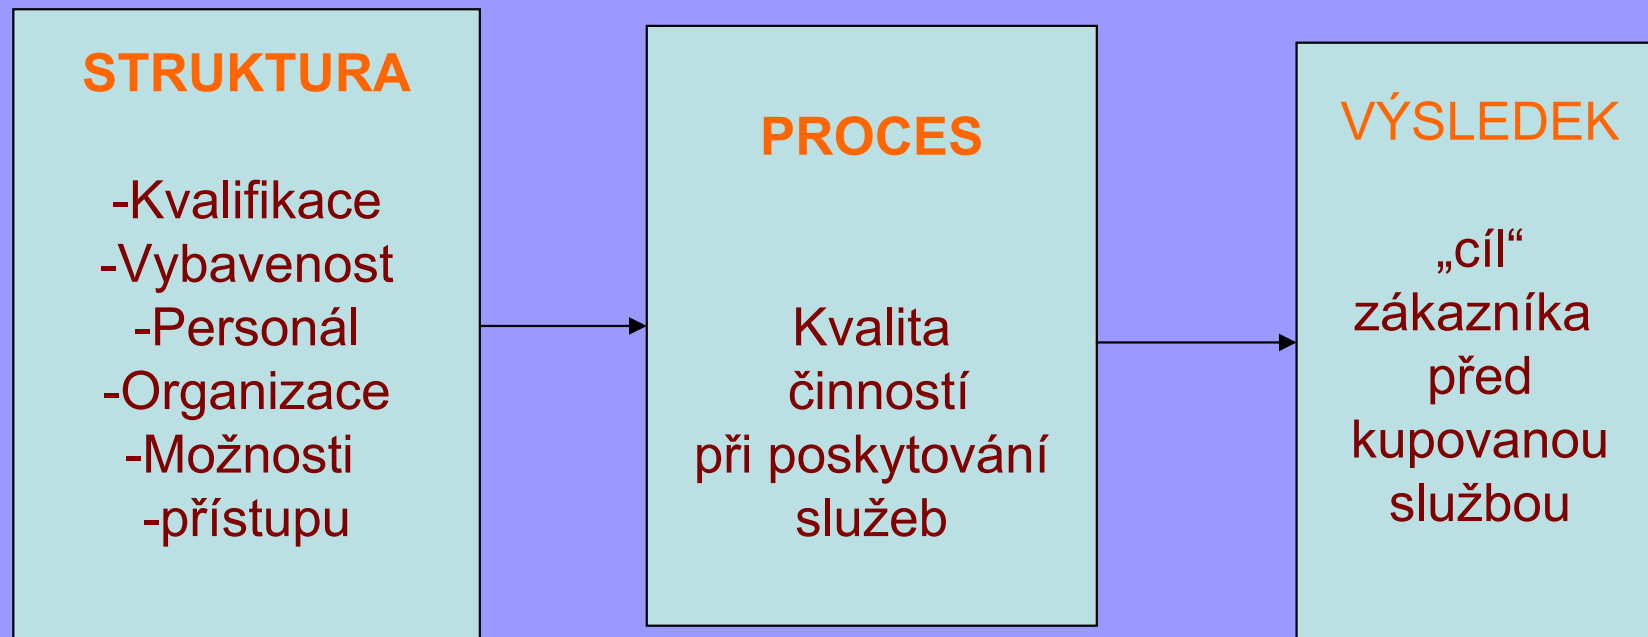 STRUKTURA
-Kvalifikace
-Vybavenost
-Personál
-Organizace
-Možnosti
-přístupu
PROCES
Kvalita
činností
při poskytování
služeb
VÝSLEDEK
„cíl“
zákazníka
před
kupovanou
službou